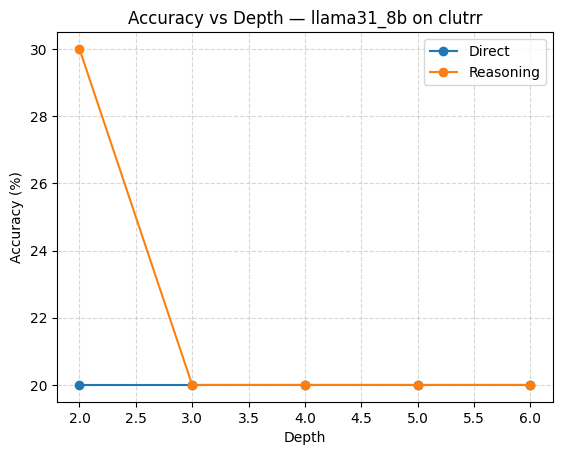 Accuracy vs Depth — llama31_8b on clutrr
Direct
Reasoning
30
28
26
24
22
20
Accuracy (%)
2.0 2.5 3.0 3.5 4.0 4.5 5.0 5.5 6.0
Depth